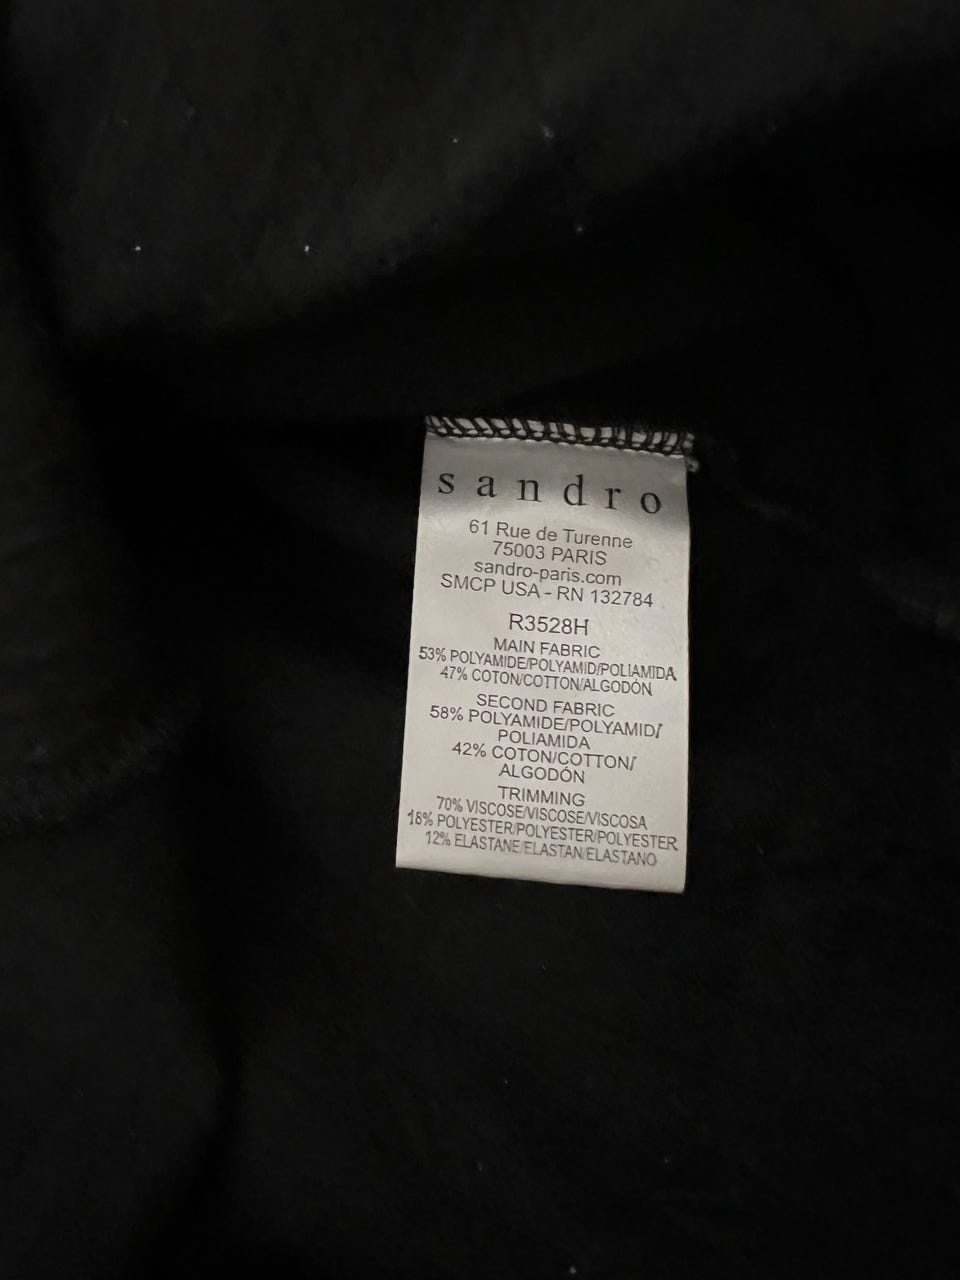 sandro
61 Rue de Turenne
75003 PARIS
sandro-paris.com
SMCP USA - RN 132784
R3528H
MAIN FABRIC
53% POLYAMIDE/POLYAMID/POLIAMIDA
47% COTON/COTTON/ALGODÓN
SECOND FABRIC
58% POLYAMIDE/POLYAMID/
POLIAMIDA
42% COTON/COTTON/
ALGODÓN
TRIMMING
70% VISCOSE/VISCOSE/VISCOSA
18% POLYESTER/POLYESTER/POLYESTER
12% ELASTANE/ELASTAN/ELASTANO